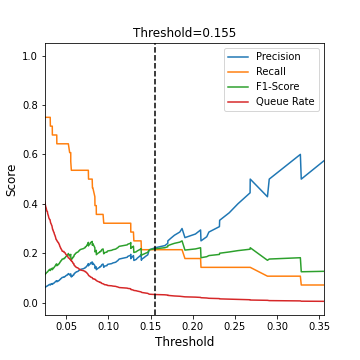 Threshold=0.155
1.0
0.8
0.6
0.4
0.2
0.0
Score
Precision
Recall
F1-Score
Queue Rate
0.05 0.10 0.15 0.20 0.25 0.30 0.35
Threshold